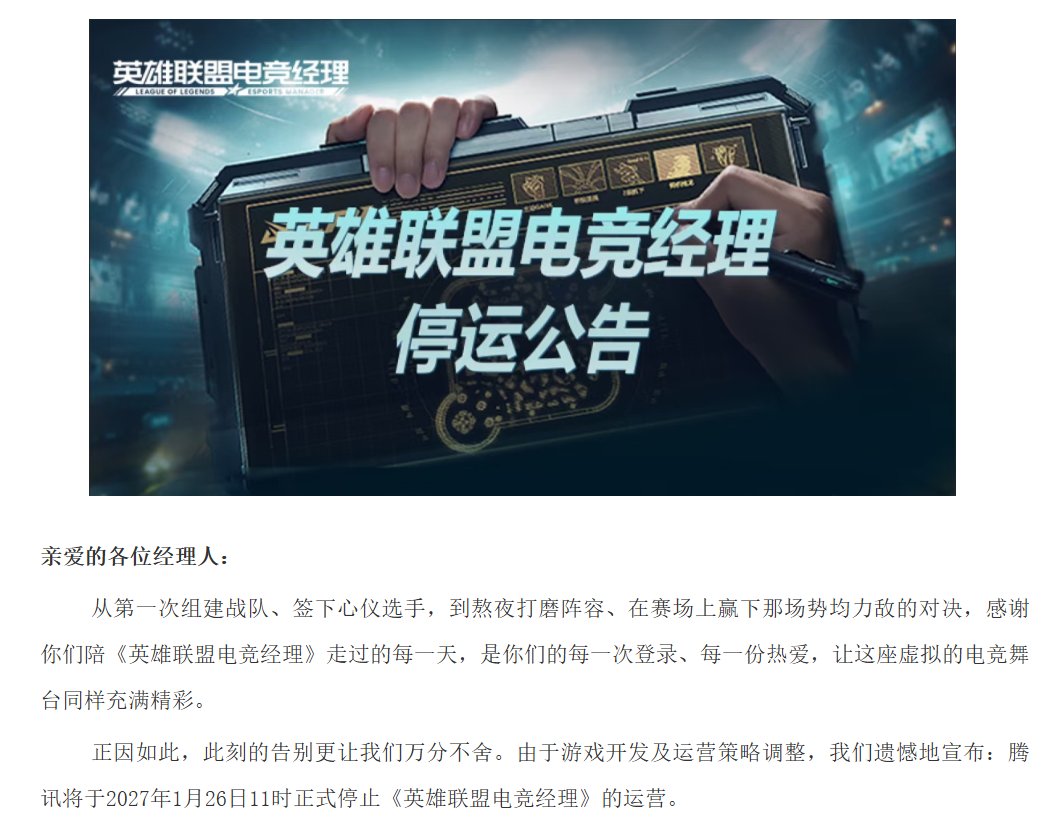 英雄联盟电竞经理
LEAGUE OF LEGENDS ESPORTS MANAGER
英雄联盟电竞经理
停运公告
亲爱的各位经理人：
从第一次组建战队、签下心仪选手，到熬夜打磨阵容、在赛场上赢下那场势均力敌的对决，感谢
你们陪《英雄联盟电竞经理》走过的每一天，是你们的每一次登录、每一份热爱，让这座虚拟的电竞舞
台同样充满精彩。
正因如此，此刻的告别更让我们万分不舍。由于游戏开发及运营策略调整，我们遗憾地宣布：腾
讯将于2027年1月26日11时正式停止《英雄联盟电竞经理》的运营。